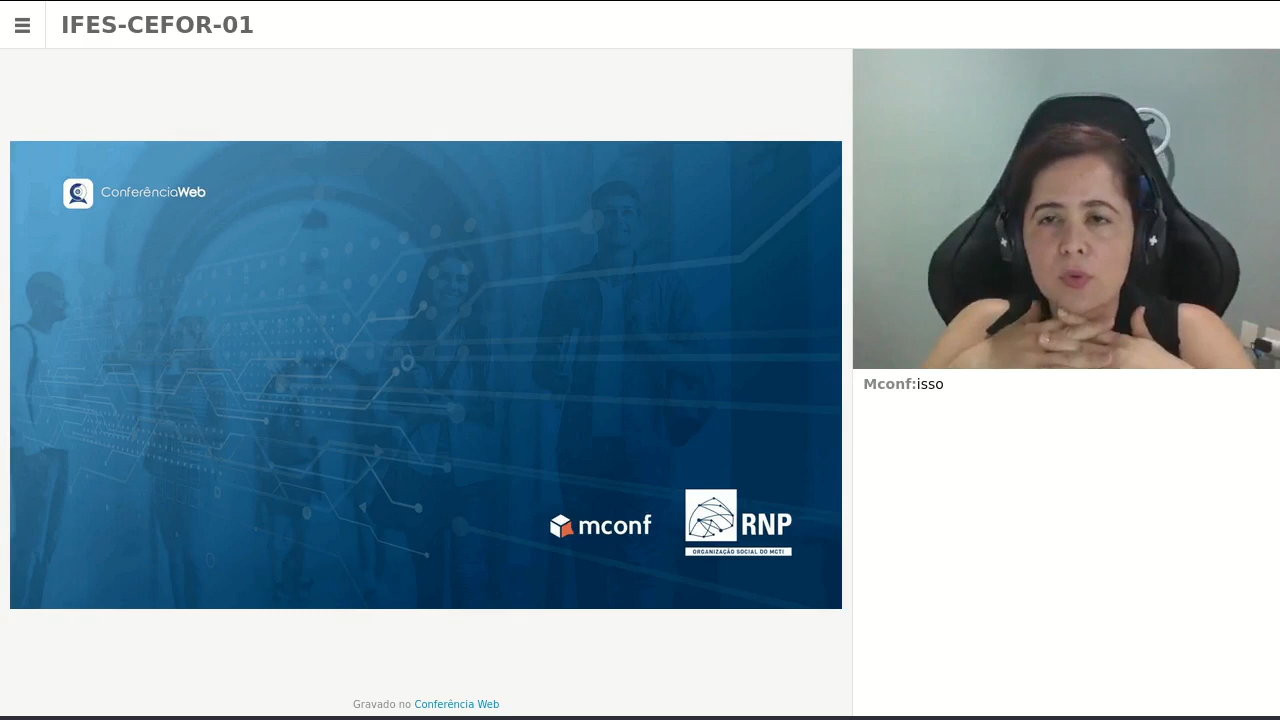 IFES-CEFOR-01
ConferênciaWeb
mconf
RNP
ORGANIZAÇÃO SOCIAL DO MCTI
Mconf:isso
Gravado no Conferência Web